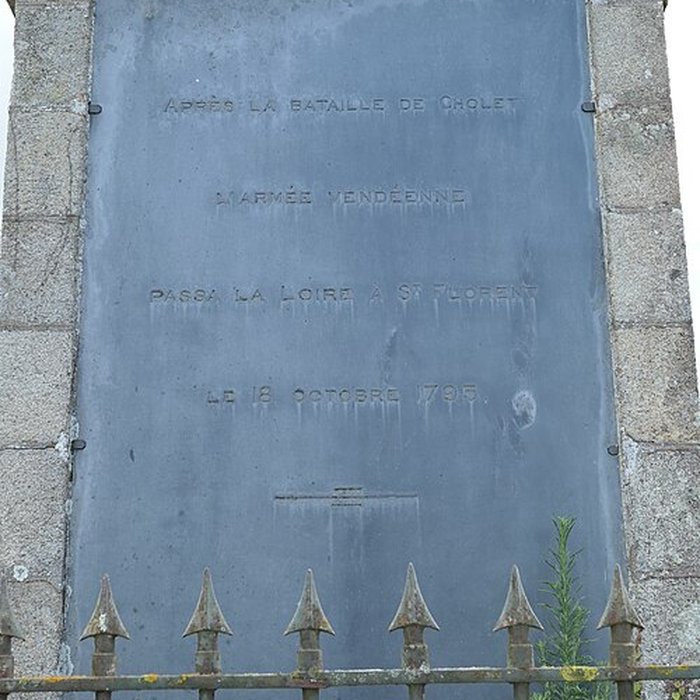 APRÈS LA BATAILLE DE CHOLET
L'ARMÉE VENDÉENNE
PASSA LA LOIRE A ST FLORENT
LE 18 OCTOBRE 1793.